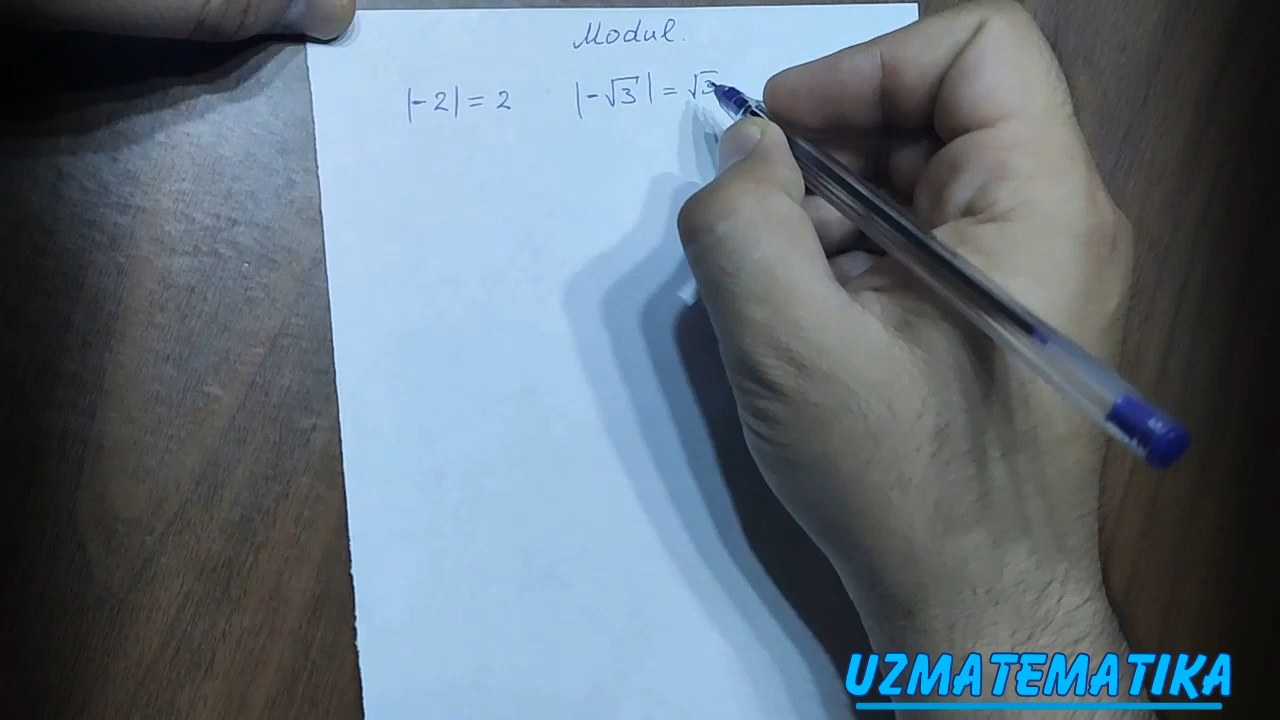 Modul.
|-2| = 2 |-√3| = √3
UZMATEMATIKA